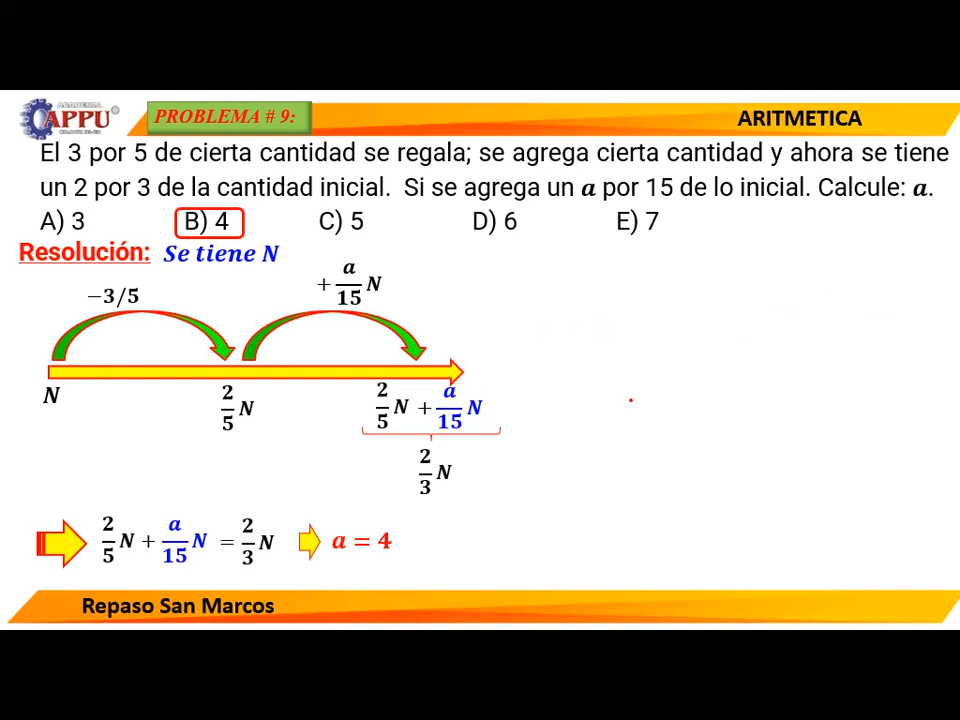 ACADEMIA
APPU®
PROBLEMA # 9:
ARITMETICA
El 3 por 5 de cierta cantidad se regala; se agrega cierta cantidad y ahora se tiene
un 2 por 3 de la cantidad inicial. Si se agrega un a por 15 de lo inicial. Calcule: a.
A) 3 B) 4 C) 5 D) 6 E) 7
Resolución: Se tiene N
−3/5
+ a/15 N
N
2/5 N
2/5 N + a/15 N
2/3 N
2/5 N + a/15 N = 2/3 N a = 4
Repaso San Marcos